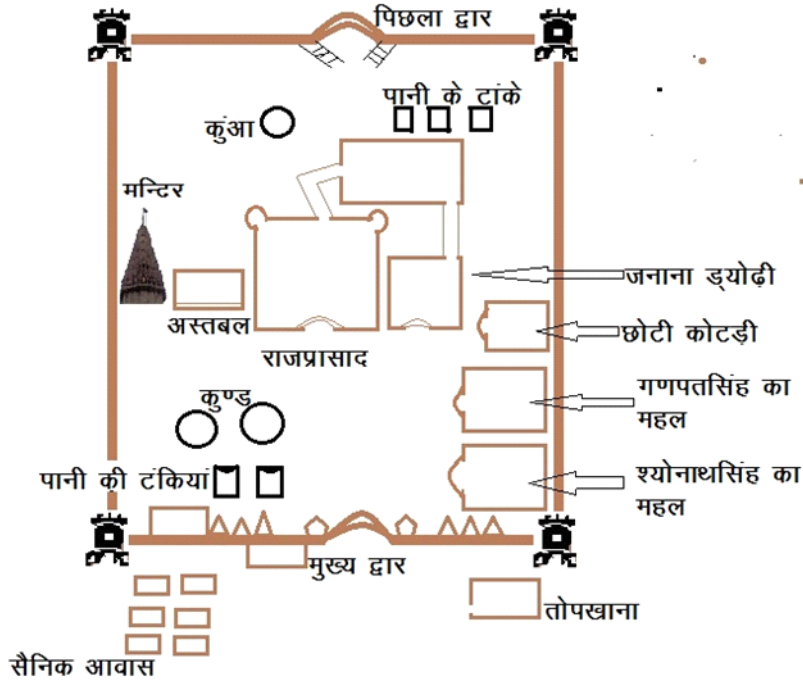 पिछला द्वार
पानी के टांके
कुंआ
मन्दिर
जनाना ड्योढ़ी
अस्तबल
राजप्रासाद
छोटी कोटड़ी
गणपतसिंह का
महल
कुण्ड
पानी की टंकियां
श्योनाथसिंह का
महल
मुख्य द्वार
तोपखाना
सैनिक आवास